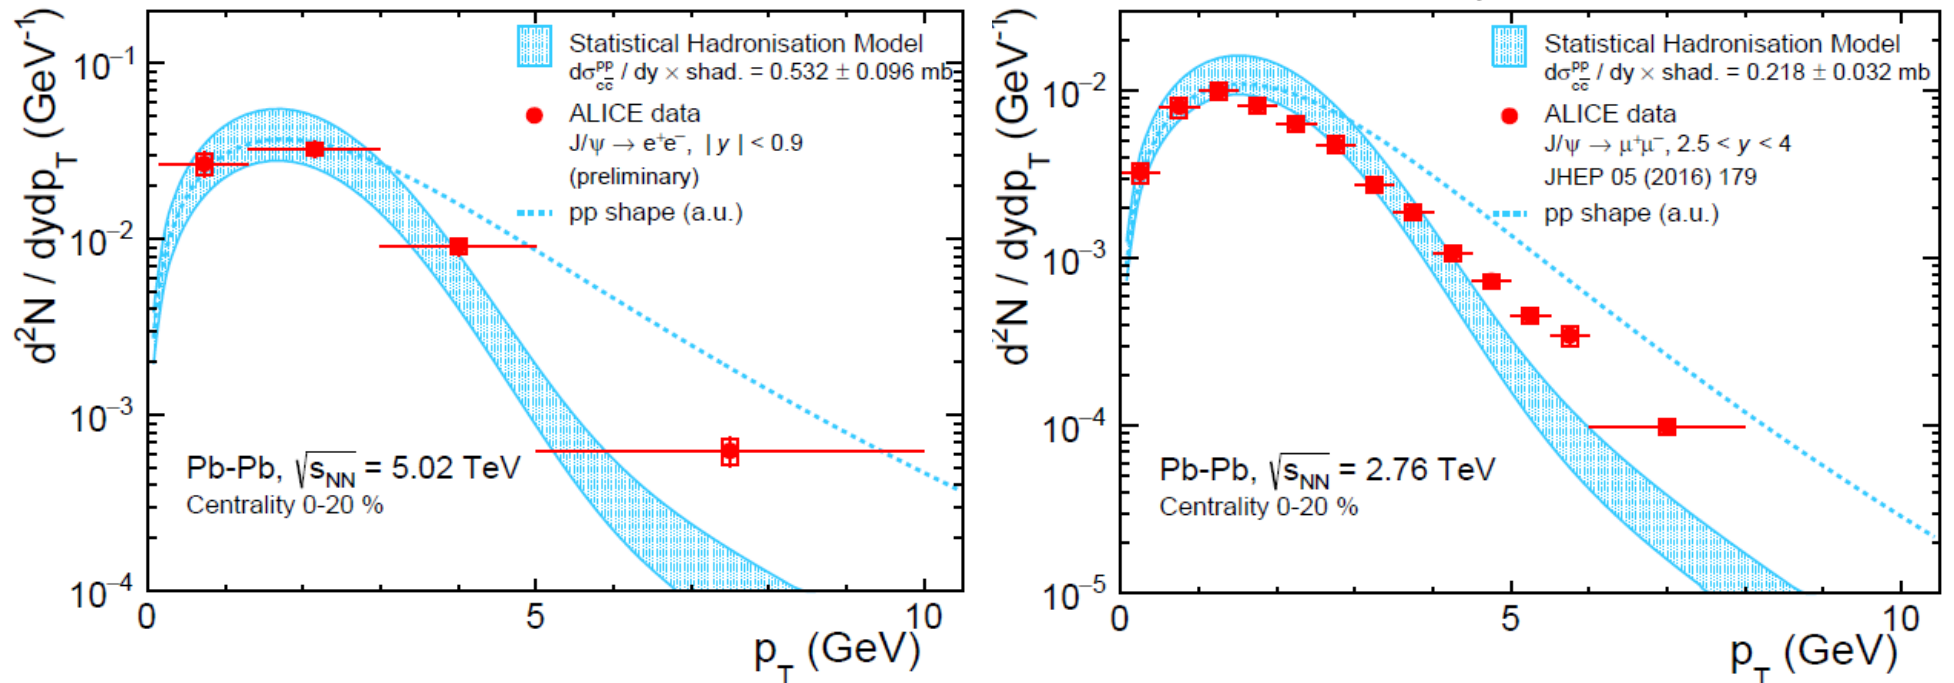 d²N / dydp_T (GeV⁻¹)
10⁻¹
10⁻²
10⁻³
10⁻⁴
Statistical Hadronisation Model
dσ^pp_cc̅ / dy × shad. = 0.532 ± 0.096 mb
ALICE data
J/ψ → e⁺e⁻, | y | < 0.9
(preliminary)
pp shape (a.u.)
Pb-Pb, √s_NN = 5.02 TeV
Centrality 0-20 %
0 5 10
p_T (GeV)
d²N / dydp_T (GeV⁻¹)
10⁻²
10⁻³
10⁻⁴
10⁻⁵
Statistical Hadronisation Model
dσ^pp_cc̅ / dy × shad. = 0.218 ± 0.032 mb
ALICE data
J/ψ → μ⁺μ⁻, 2.5 < y < 4
JHEP 05 (2016) 179
pp shape (a.u.)
Pb-Pb, √s_NN = 2.76 TeV
Centrality 0-20 %
0 5 10
p_T (GeV)